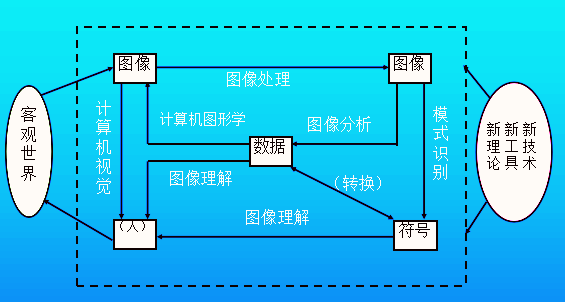 图像
图像
图像处理
客观世界
计算机视觉
计算机图形学
图像分析
模式识别
新理论
新工具
新技术
数据
图像理解
（转换）
图像理解
（人）
符号